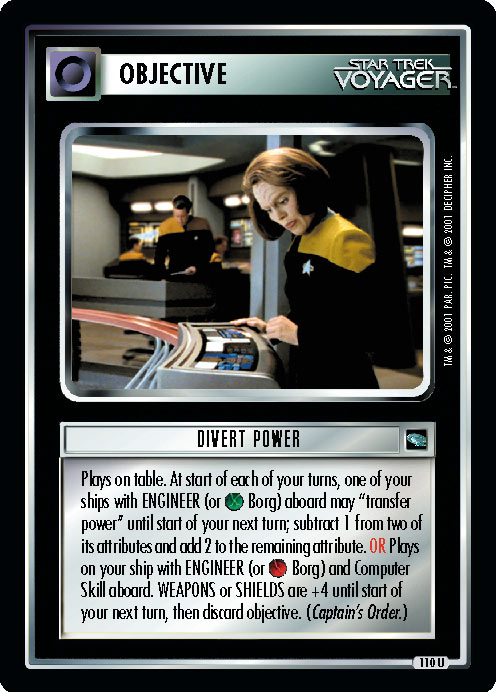 OBJECTIVE
STAR TREK
VOYAGER™
TM & © 2001 PAR. PIC. TM & © 2001 DECIPHER INC.
DIVERT POWER
Plays on table. At start of each of your turns, one of your
ships with ENGINEER (or Borg) aboard may “transfer
power” until start of your next turn; subtract 1 from two of
its attributes and add 2 to the remaining attribute. OR Plays
on your ship with ENGINEER (or Borg) and Computer
Skill aboard. WEAPONS or SHIELDS are +4 until start of
your next turn, then discard objective. (Captain's Order.)
110 U